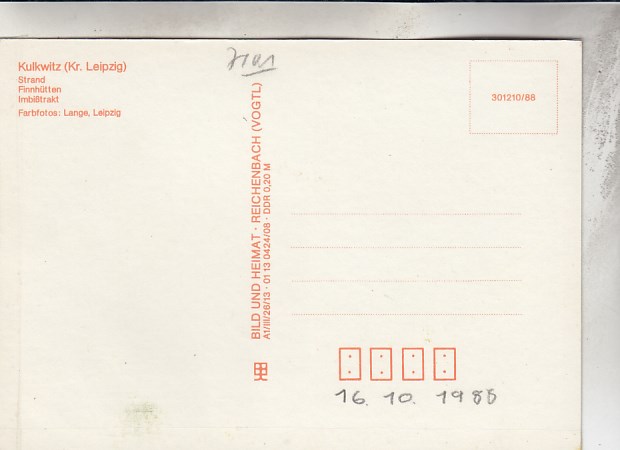 Kulkwitz (Kr. Leipzig)
Strand
Finnhütten
Imbißtrakt
Farbfotos: Lange, Leipzig
BILD UND HEIMAT · REICHENBACH (VOGTL)
A1/III/26/13 · 01 13 0424/08 · DDR 0,20 M
301210/88
16. 10. 1988